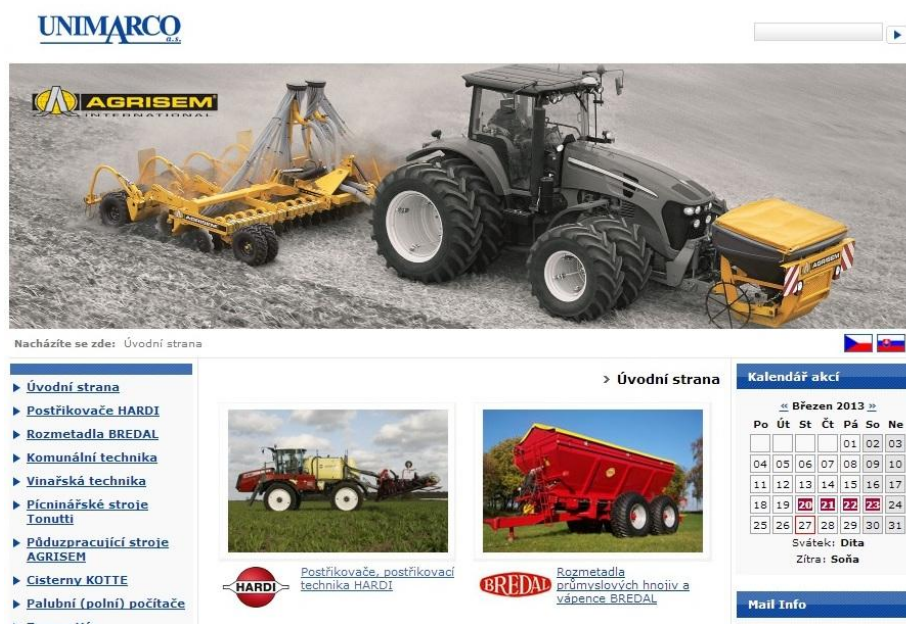 UNIMARCO
a.s.
AGRISEM
INTERNATIONAL
AGRISEM
AGRISEM
Nacházíte se zde: Úvodní strana
Úvodní strana
Postřikovače HARDI
Rozmetadla BREDAL
Komunální technika
Vinařská technika
Pícninářské stroje
Tonutti
Půduzpracující stroje
AGRISEM
Cisterny KOTTE
Palubní (polní) počítače
› Úvodní strana
HARDI
Postřikovače, postřikovací
technika HARDI
BREDAL
Rozmetadla
průmyslových hnojiv a
vápence BREDAL
Kalendář akcí
« Březen 2013 »
Po Út St Čt Pá So Ne
01 02 03
04 05 06 07 08 09 10
11 12 13 14 15 16 17
18 19 20 21 22 23 24
25 26 27 28 29 30 31
Svátek: Dita
Zítra: Soňa
Mail Info